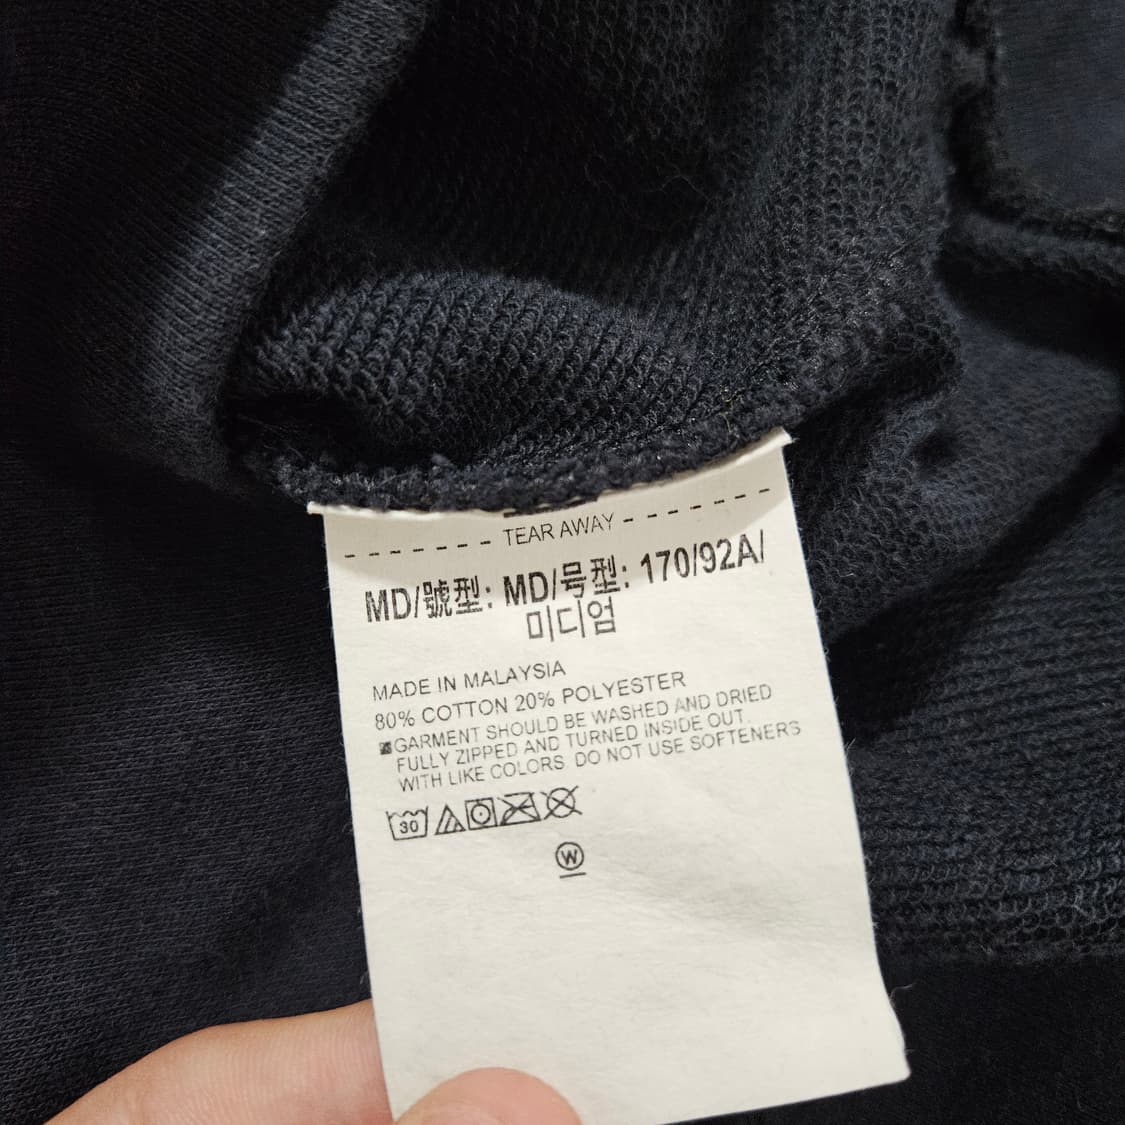 - - - - - - - TEAR AWAY - - - - - - -
MD/號型: MD/号型: 170/92A/
미디엄
MADE IN MALAYSIA
80% COTTON 20% POLYESTER
GARMENT SHOULD BE WASHED AND DRIED
FULLY ZIPPED AND TURNED INSIDE OUT.
WITH LIKE COLORS. DO NOT USE SOFTENERS
30
W